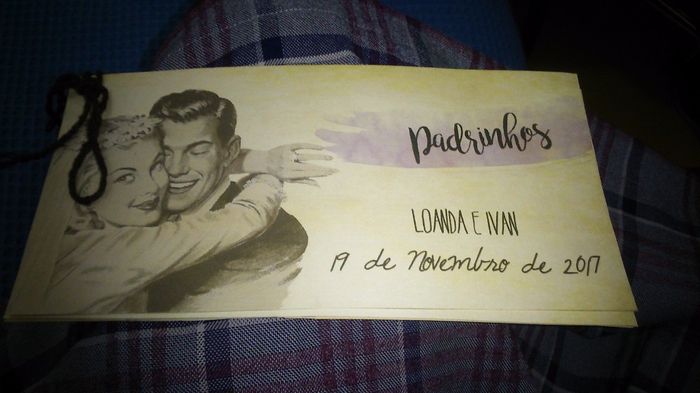 Padrinhos
LOANDA E IVAN
19 de Novembro de 2017